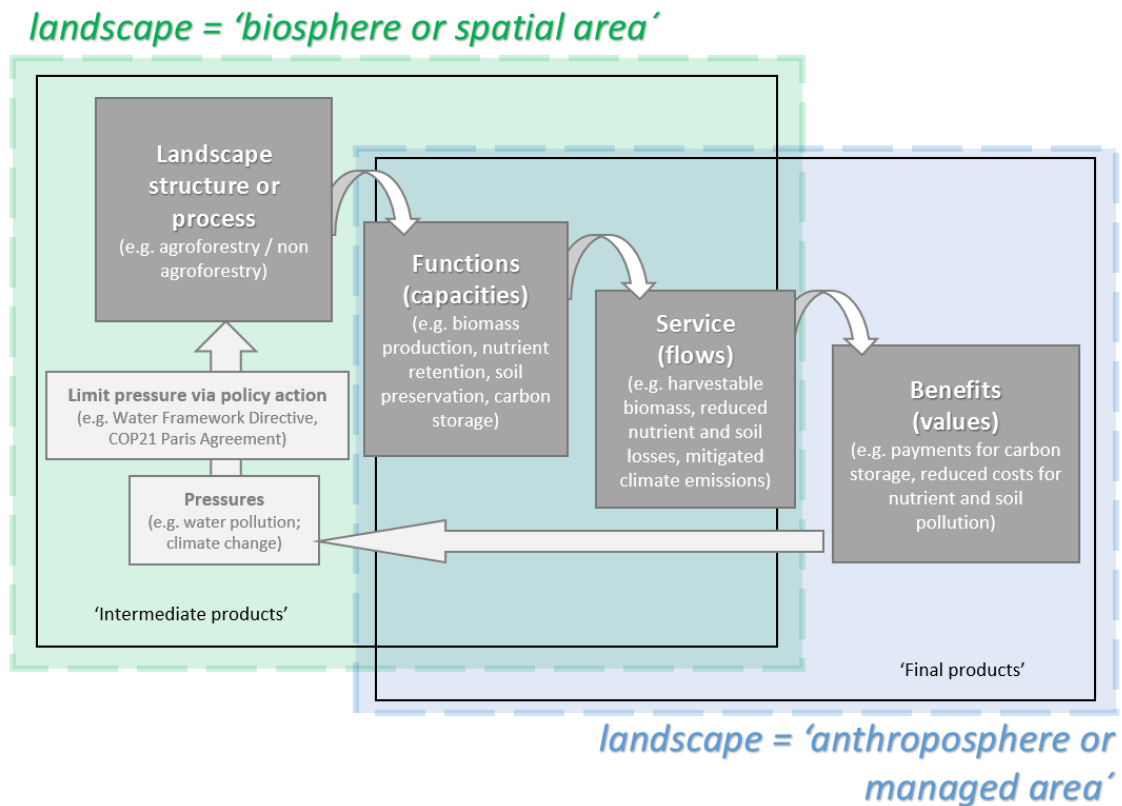 landscape = ‘biosphere or spatial area´
Landscape
structure or
process
(e.g. agroforestry / non
agroforestry)
Functions
(capacities)
(e.g. biomass
production, nutrient
retention, soil
preservation, carbon
storage)
Service
(flows)
(e.g. harvestable
biomass, reduced
nutrient and soil
losses, mitigated
climate emissions)
Benefits
(values)
(e.g. payments for carbon
storage, reduced costs for
nutrient and soil
pollution)
Limit pressure via policy action
(e.g. Water Framework Directive,
COP21 Paris Agreement)
Pressures
(e.g. water pollution;
climate change)
‘Intermediate products’
‘Final products’
landscape = ‘anthroposphere or
managed area´